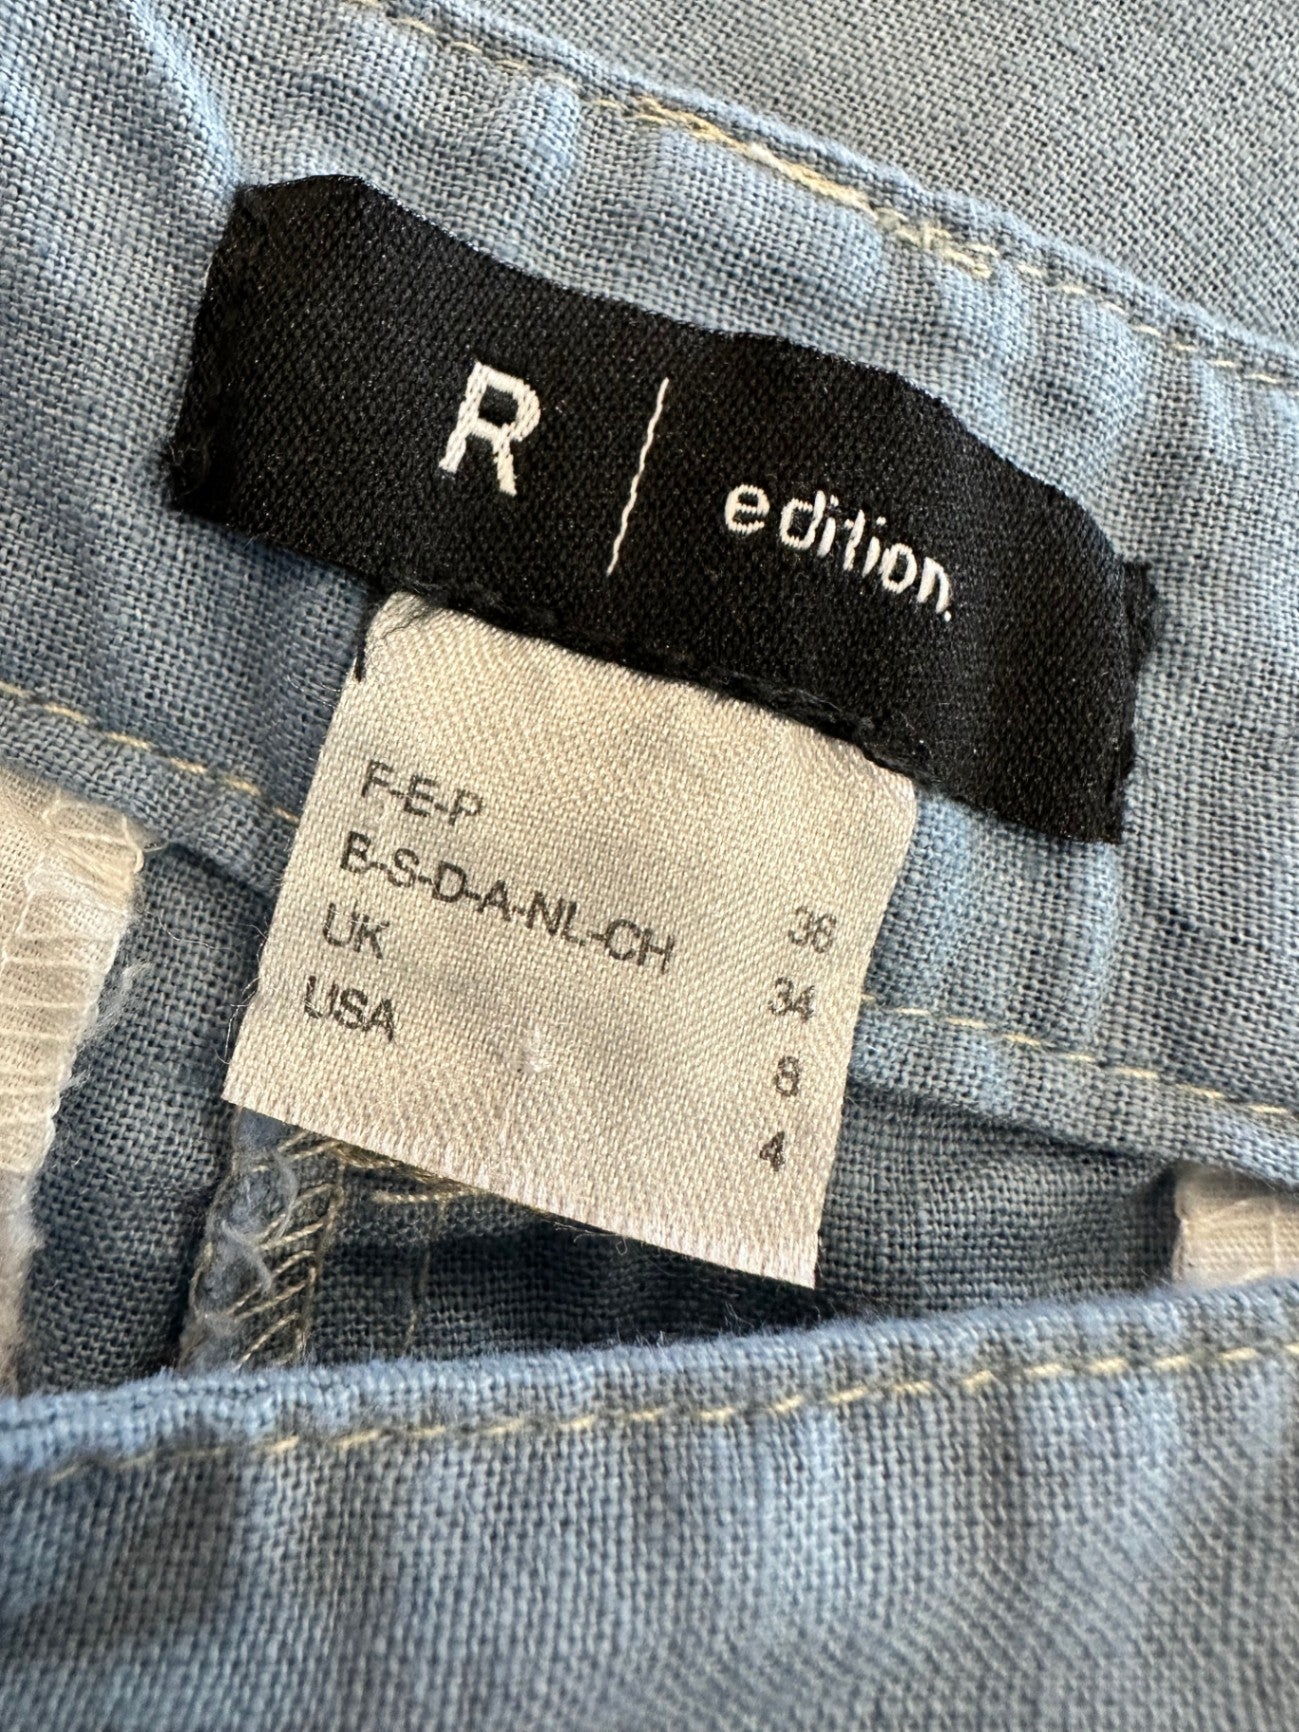 R | edition.
F-E-P 36
B-S-D-A-NL-CH 34
UK 8
USA 4